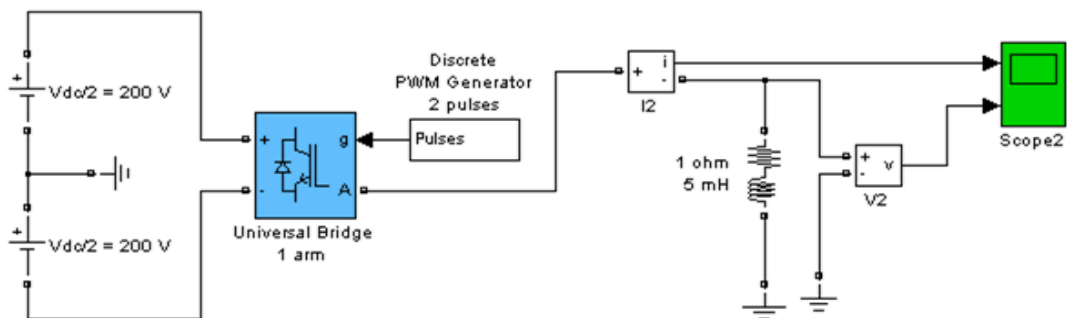 +
Vdc/2 = 200 V
+
Vdc/2 = 200 V
+
-
g
A
Universal Bridge
1 arm
Discrete
PWM Generator
2 pulses
Pulses
+
i
-
I2
1 ohm
5 mH
+
-
v
V2
Scope2